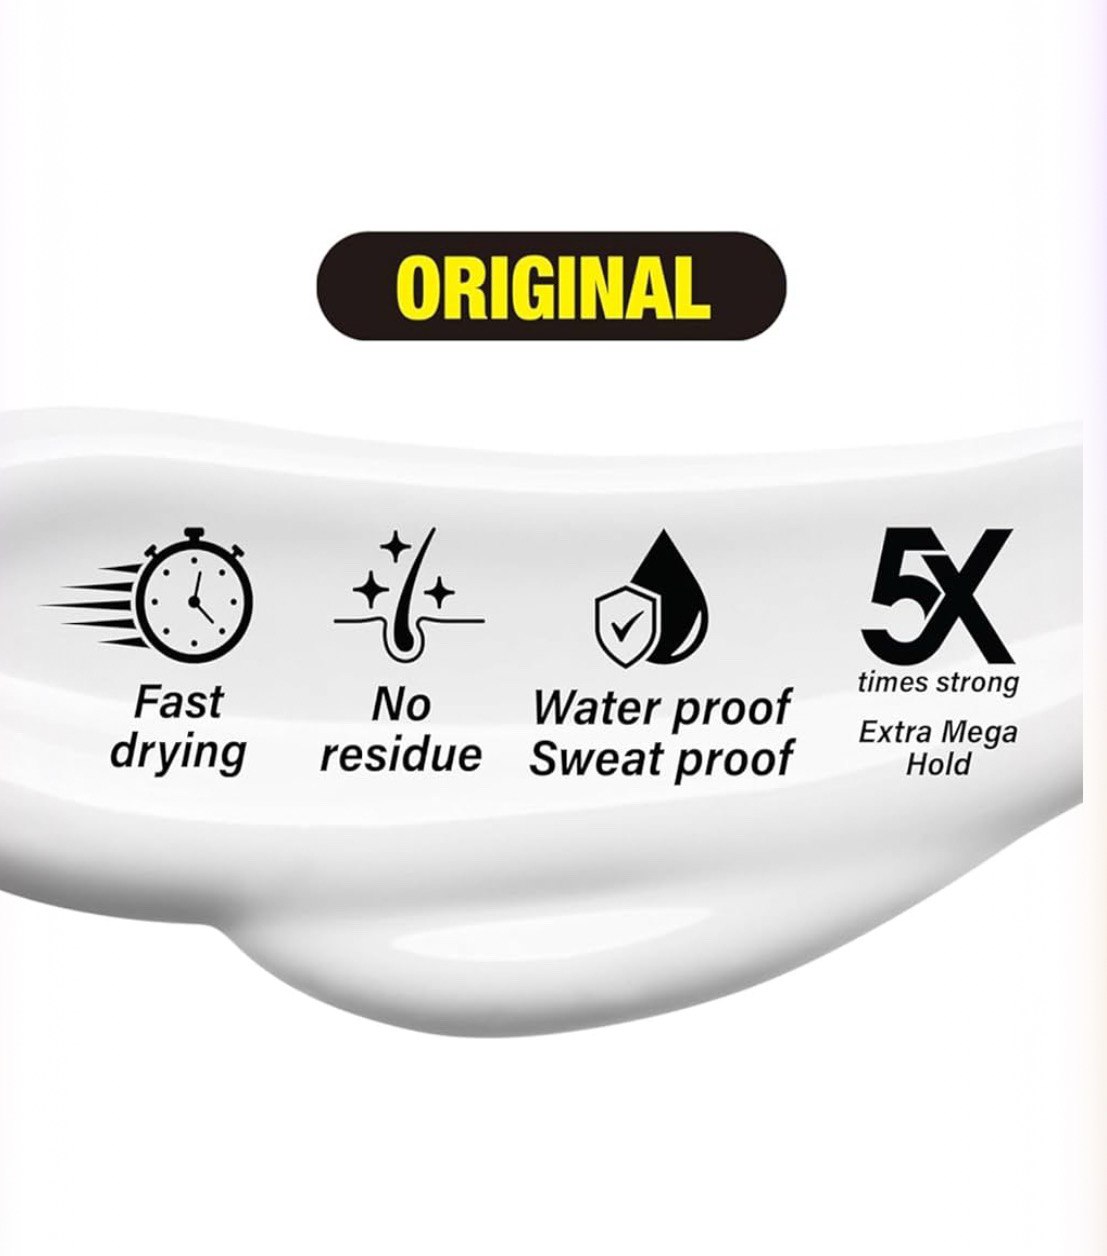 ORIGINAL
Fast
drying
No
residue
Water proof
Sweat proof
5X
times strong
Extra Mega
Hold